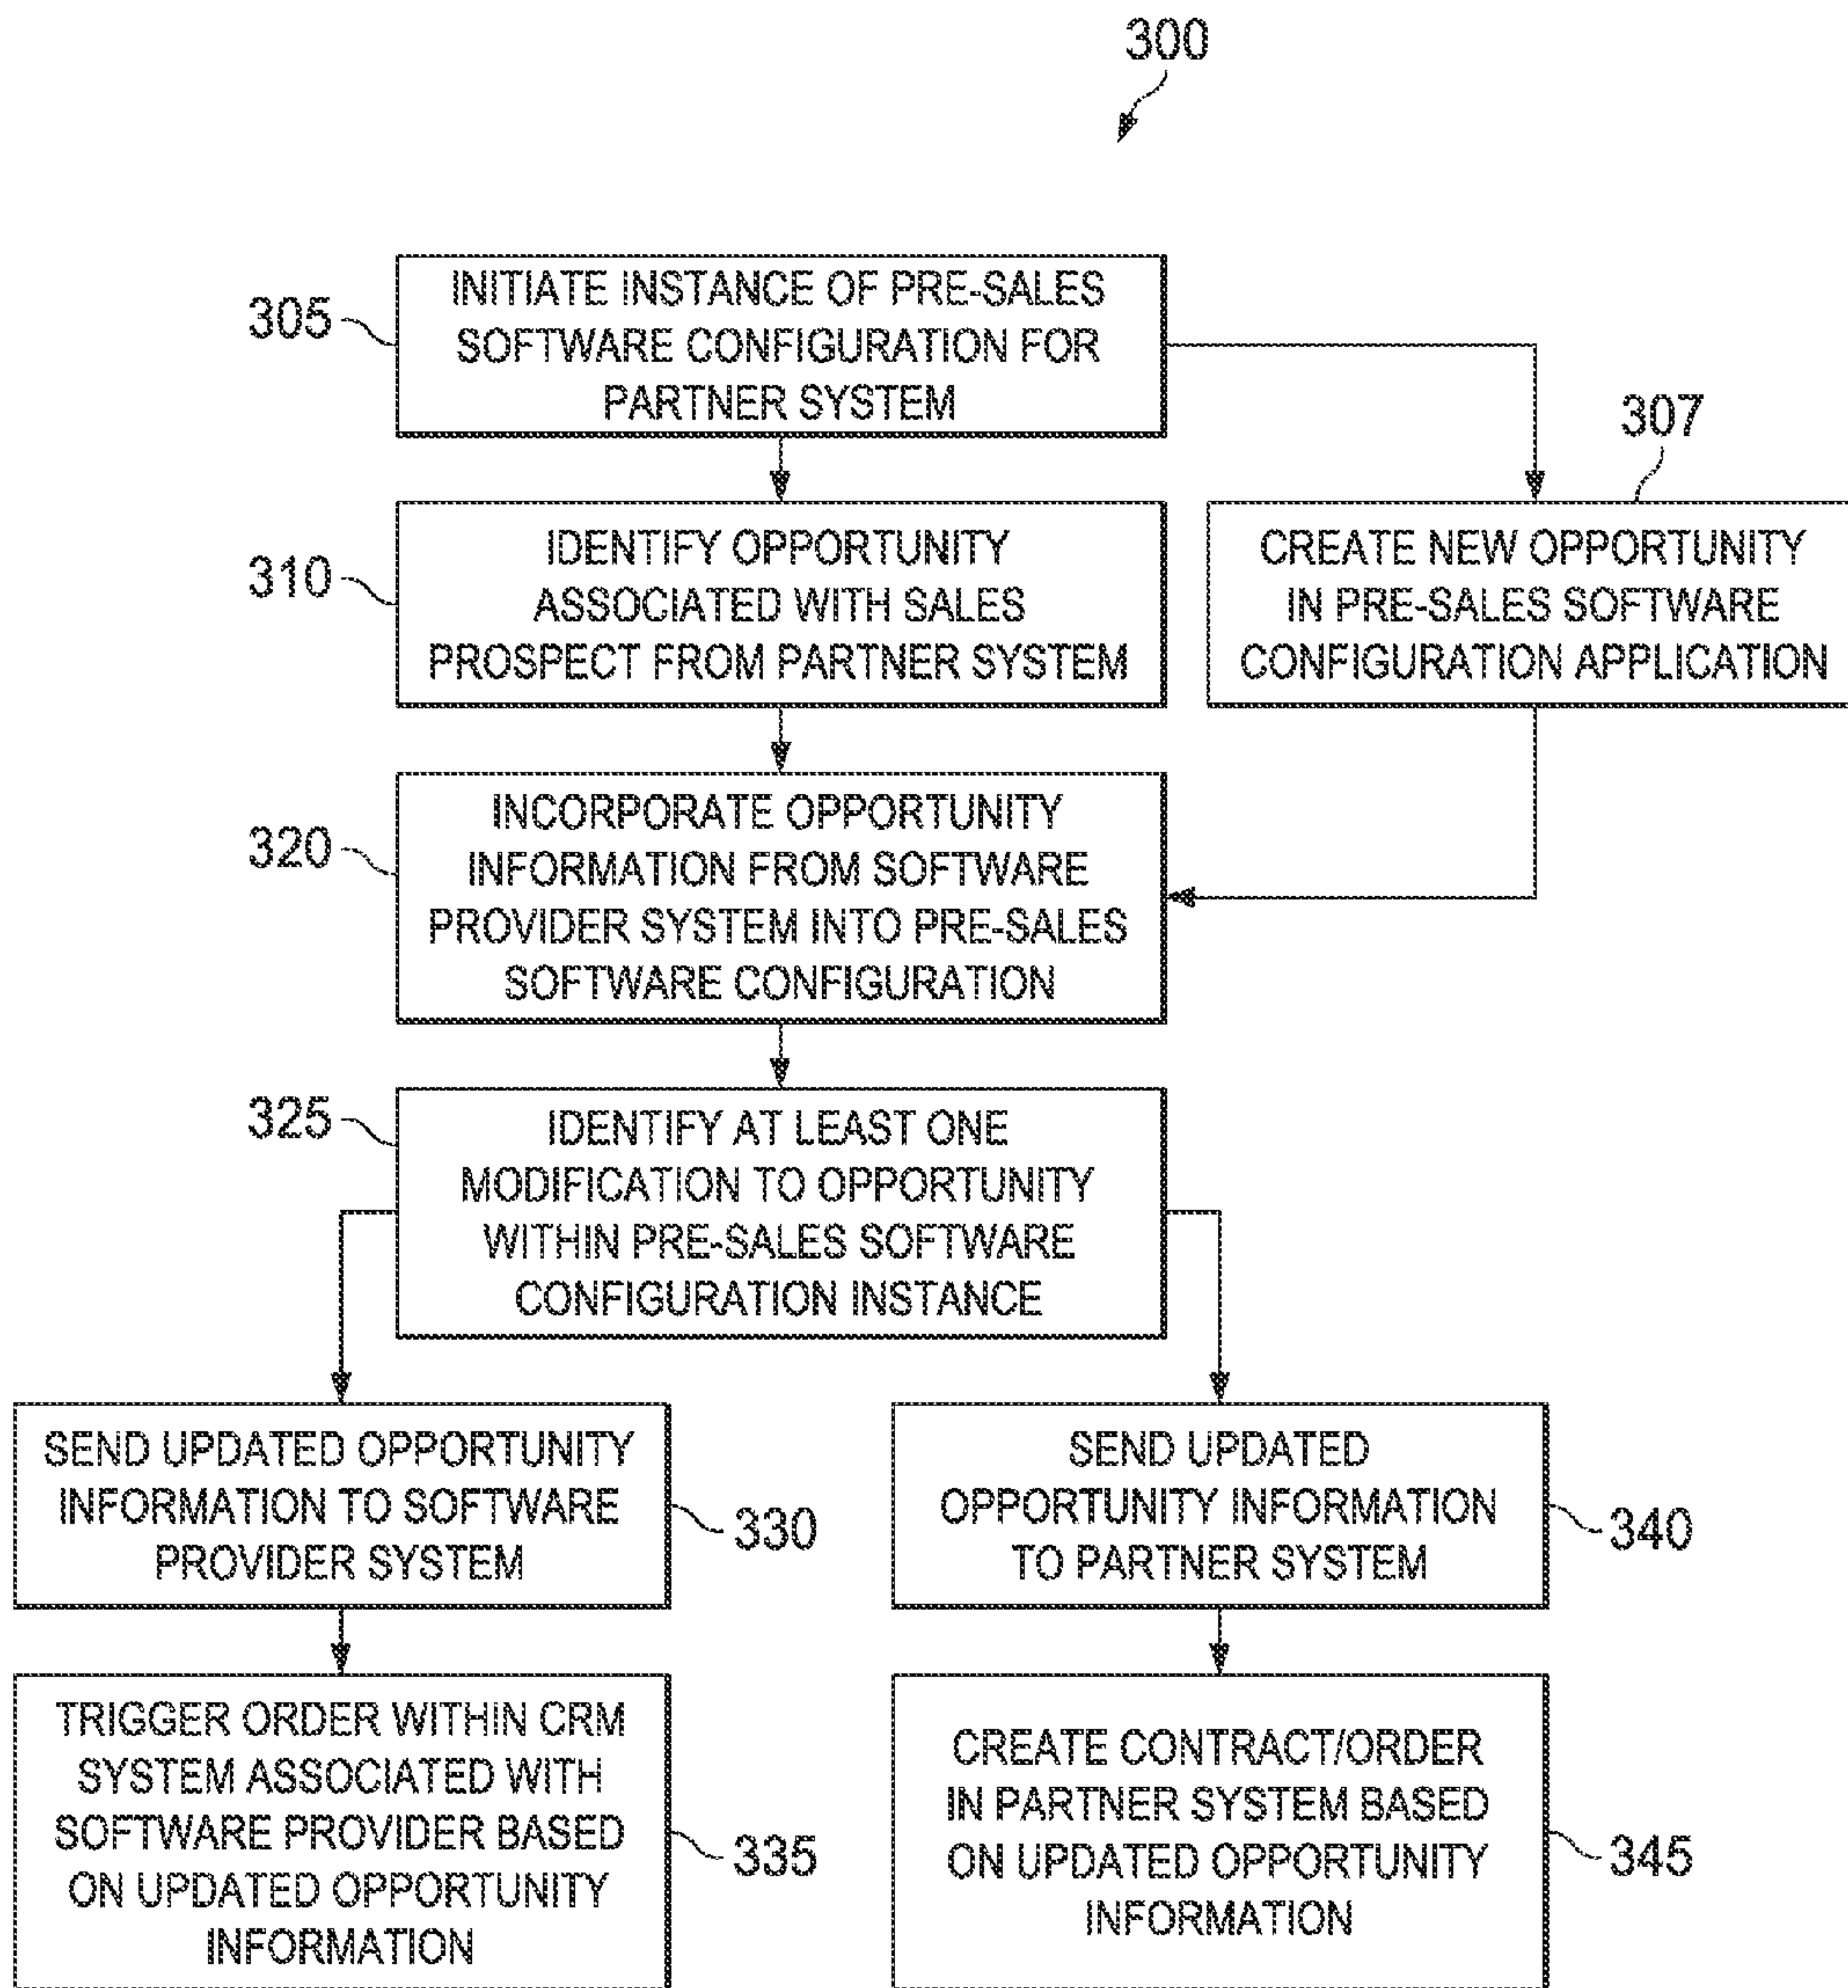 300
305
INITIATE INSTANCE OF PRE-SALES
SOFTWARE CONFIGURATION FOR
PARTNER SYSTEM
307
310
IDENTIFY OPPORTUNITY
ASSOCIATED WITH SALES
PROSPECT FROM PARTNER SYSTEM
CREATE NEW OPPORTUNITY
IN PRE-SALES SOFTWARE
CONFIGURATION APPLICATION
320
INCORPORATE OPPORTUNITY
INFORMATION FROM SOFTWARE
PROVIDER SYSTEM INTO PRE-SALES
SOFTWARE CONFIGURATION
325
IDENTIFY AT LEAST ONE
MODIFICATION TO OPPORTUNITY
WITHIN PRE-SALES SOFTWARE
CONFIGURATION INSTANCE
SEND UPDATED OPPORTUNITY
INFORMATION TO SOFTWARE
PROVIDER SYSTEM
330
SEND UPDATED
OPPORTUNITY INFORMATION
TO PARTNER SYSTEM
340
TRIGGER ORDER WITHIN CRM
SYSTEM ASSOCIATED WITH
SOFTWARE PROVIDER BASED
ON UPDATED OPPORTUNITY
INFORMATION
335
CREATE CONTRACT/ORDER
IN PARTNER SYSTEM BASED
ON UPDATED OPPORTUNITY
INFORMATION
345